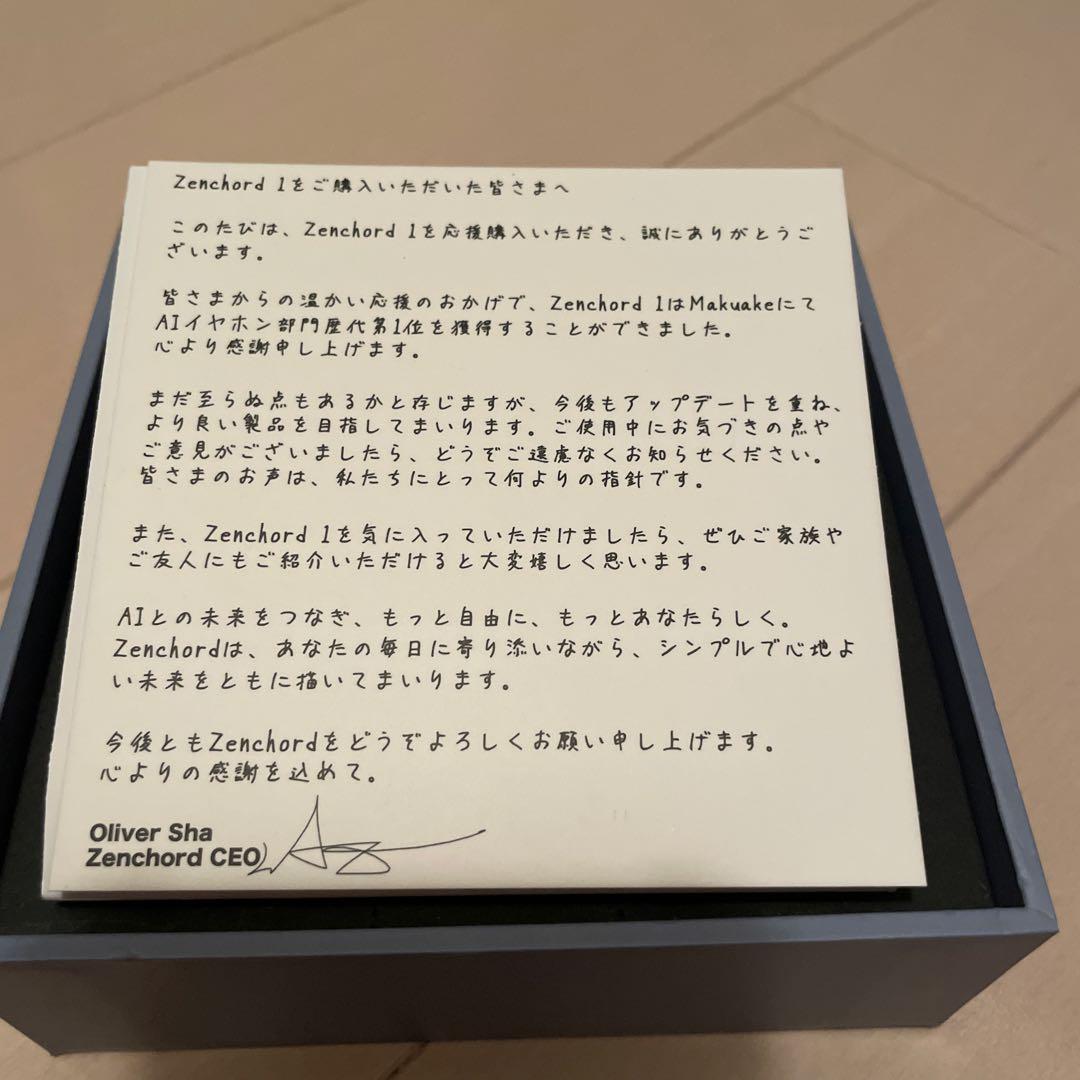 Zenchord 1をご購入いただいた皆さまへ
このたびは、Zenchord 1を応援購入いただき、誠にありがとうご
ざいます。
皆さまからの温かい応援のおかげで、Zenchord 1はMakuakeにて
AIイヤホン部門歴代第1位を獲得することができました。
心より感謝申し上げます。
まだ至らぬ点もあるかと存じますが、今後もアップデートを重ね、
より良い製品を目指してまいります。ご使用中にお気づきの点や
ご意見がございましたら、どうぞご遠慮なくお知らせください。
皆さまのお声は、私たちにとって何よりの指針です。
また、Zenchord 1を気に入っていただけましたら、ぜひご家族や
ご友人にもご紹介いただけると大変嬉しく思います。
AIとの未来をつなぎ、もっと自由に、もっとあなたらしく。
Zenchordは、あなたの毎日に寄り添いながら、シンプルで心地よ
い未来をともに描いてまいります。
今後ともZenchordをどうぞよろしくお願い申し上げます。
心よりの感謝を込めて。
Oliver Sha
Zenchord CEO